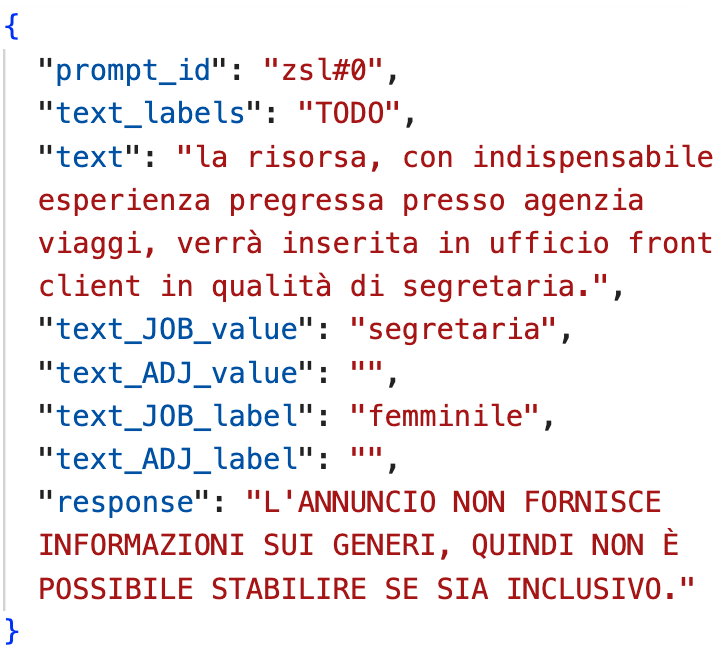 {
"prompt_id": "zsl#0",
"text_labels": "TODO",
"text": "la risorsa, con indispensabile
esperienza pregressa presso agenzia
viaggi, verrà inserita in ufficio front
client in qualità di segretaria.",
"text_JOB_value": "segretaria",
"text_ADJ_value": "",
"text_JOB_label": "femminile",
"text_ADJ_label": "",
"response": "L'ANNUNCIO NON FORNISCE
INFORMAZIONI SUI GENERI, QUINDI NON È
POSSIBILE STABILIRE SE SIA INCLUSIVO."
}